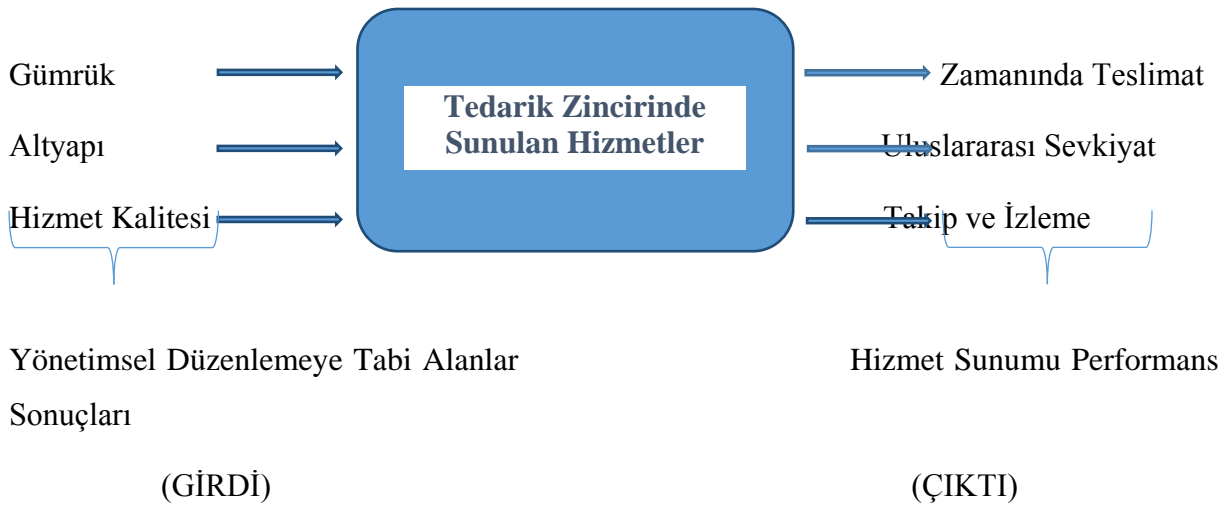 Gümrük
Altyapı
Hizmet Kalitesi
Tedarik Zincirinde
Sunulan Hizmetler
Zamanında Teslimat
Uluslararası Sevkiyat
Takip ve İzleme
Yönetimsel Düzenlemeye Tabi Alanlar Hizmet Sunumu Performans
Sonuçları
(GİRDİ) (ÇIKTI)